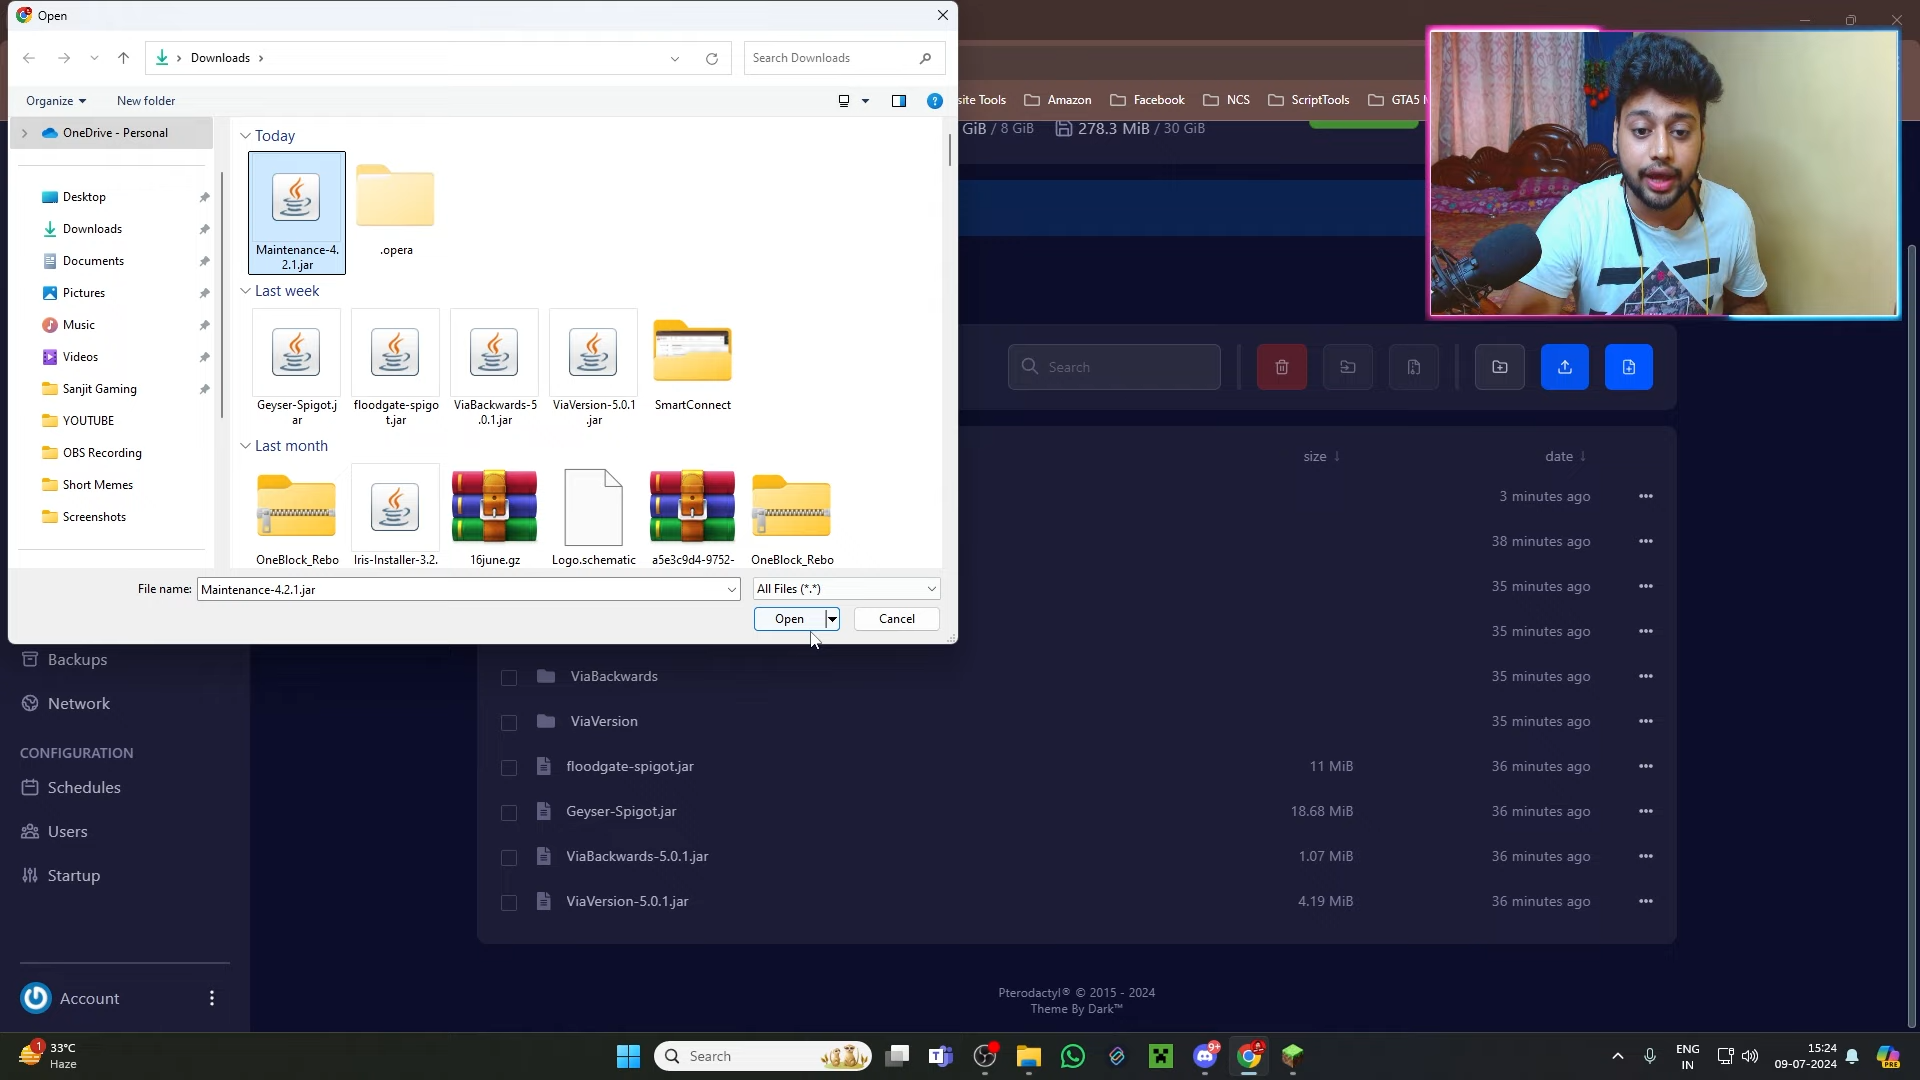 Open
Downloads
Search Downloads
Organize
New folder
OneDrive - Personal
Desktop
Downloads
Documents
Pictures
Music
Videos
Sanjit Gaming
YOUTUBE
OBS Recording
Short Memes
Screenshots
Today
Maintenance-4.
2.1.jar
.opera
Last week
Geyser-Spigot.j
ar
floodgate-spigo
t.jar
ViaBackwards-5
.0.1.jar
ViaVersion-5.0.1
.jar
SmartConnect
Last month
OneBlock_Rebo
Iris-Installer-3.2.
16june.gz
Logo.schematic
a5e3c9d4-9752-
OneBlock_Rebo
File name:
Maintenance-4.2.1.jar
All Files (*.*)
Open
Cancel
site Tools
Amazon
Facebook
NCS
ScriptTools
GTA5
GiB / 8 GiB
278.3 MiB / 30 GiB
Search
size ↓
date ↓
3 minutes ago
38 minutes ago
35 minutes ago
35 minutes ago
ViaBackwards
35 minutes ago
ViaVersion
35 minutes ago
floodgate-spigot.jar
11 MiB
36 minutes ago
Geyser-Spigot.jar
18.68 MiB
36 minutes ago
ViaBackwards-5.0.1.jar
1.07 MiB
36 minutes ago
ViaVersion-5.0.1.jar
4.19 MiB
36 minutes ago
Backups
Network
CONFIGURATION
Schedules
Users
Startup
Account
Pterodactyl® © 2015 - 2024
Theme By Dark™
1
33°C
Haze
Search
9+
ENG
IN
15:24
09-07-2024
PRE